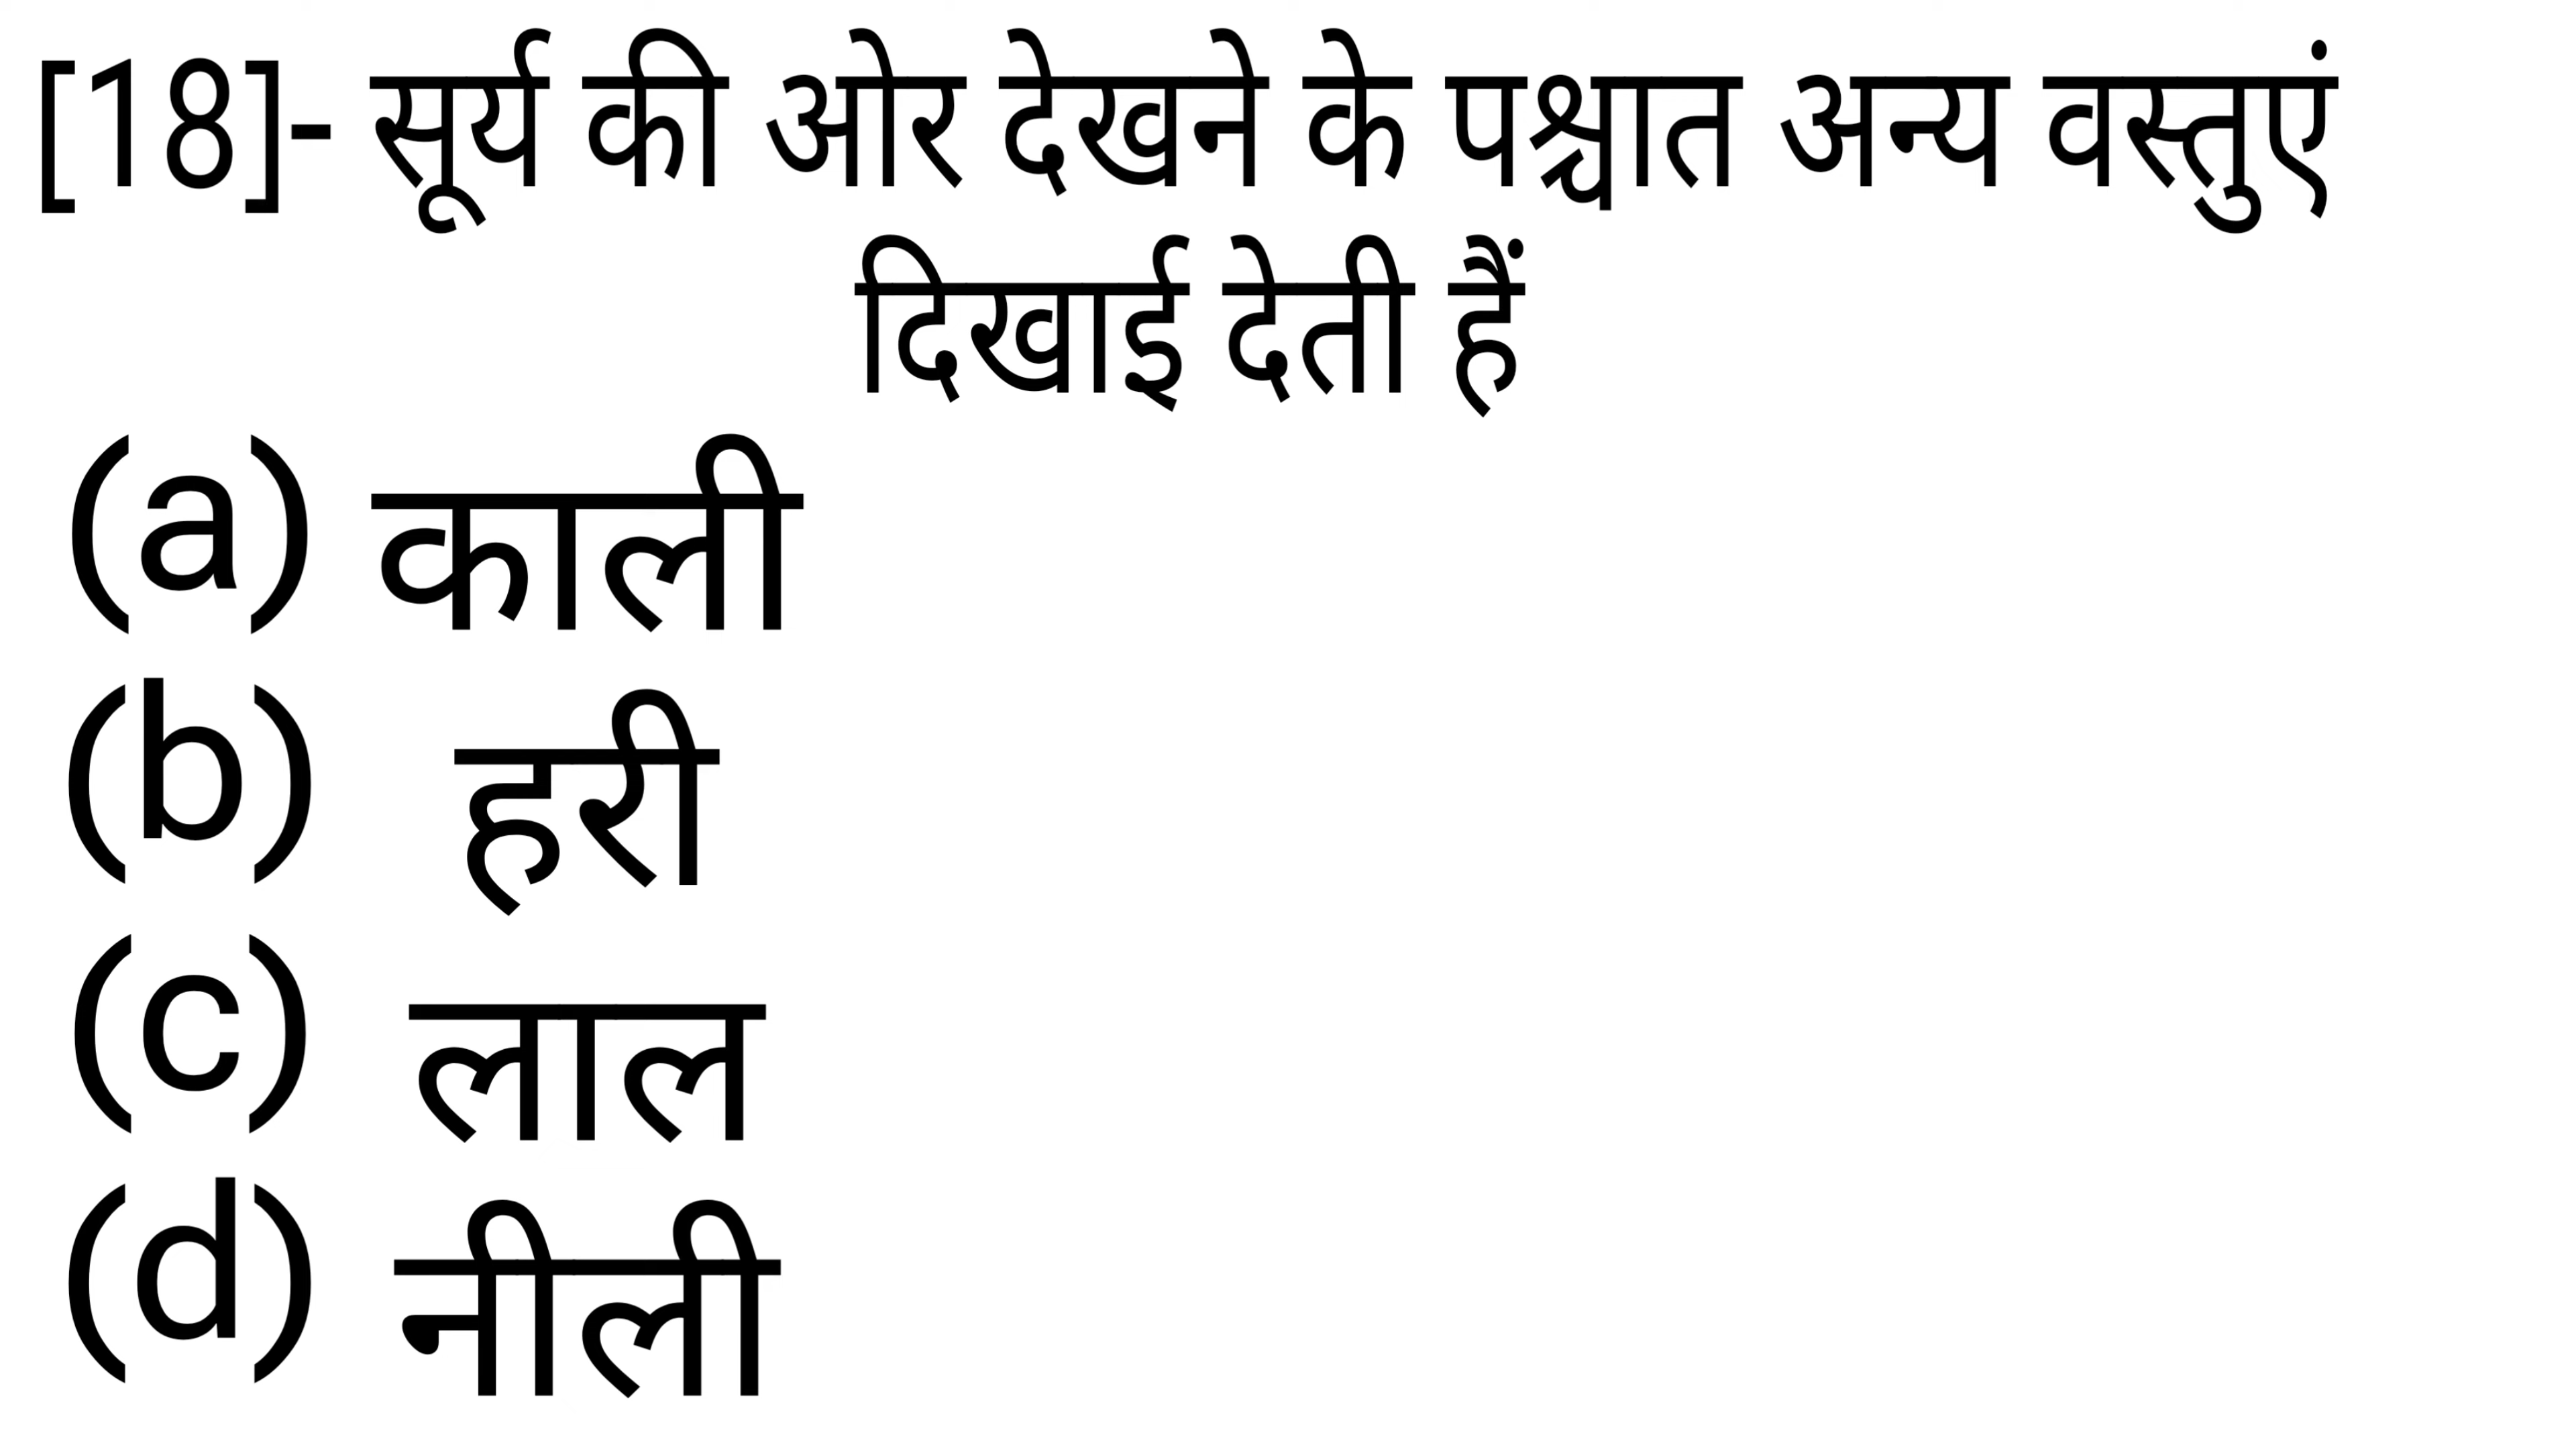 [18]- सूर्य की ओर देखने के पश्चात अन्य वस्तुएं
दिखाई देती हैं
(a) काली
(b) हरी
(c) लाल
(d) नीली